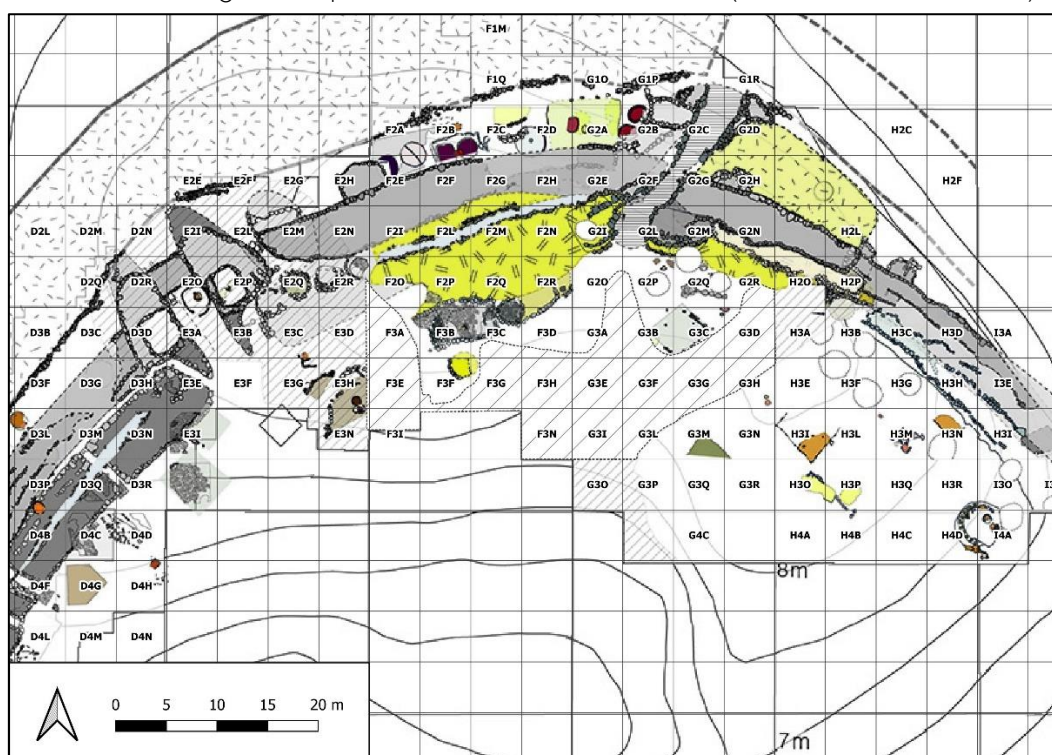 F1M
F1Q G1O G1P G1R
F2A F2B F2C F2D G2A G2B G2C G2D H2C
E2E E2F E2G E2H F2E F2F F2G F2H G2E G2F G2G G2H H2F
D2L D2M D2N E2I E2L E2M E2N F2I F2L F2M F2N G2I G2L G2M G2N H2L
D2Q D2R E2O E2P E2Q E2R F2O F2P F2Q F2R G2O G2P G2Q G2R H2O H2P
D3B D3C D3D E3A E3B E3C E3D F3A F3B F3C F3D G3A G3B G3C G3D H3A H3B H3C H3D I3A
D3F D3G D3H E3E E3F E3G E3H F3E F3F F3G F3H G3E G3F G3G G3H H3E H3F H3G H3H I3E
D3L D3M D3N E3I E3N F3I F3N G3I G3L G3M G3N H3I H3L H3M H3N H3I
D3P D3Q D3R G3O G3P G3Q G3R H3O H3P H3Q H3R I3O I3
D4B D4C D4D G4C H4A H4B H4C H4D I4A
D4F D4G D4H 8m
D4L D4M D4N
0 5 10 15 20 m
7m